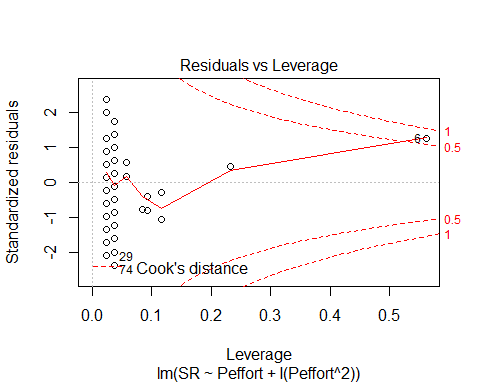 Residuals vs Leverage
Standardized residuals
2
1
0
-1
-2
6
1
0.5
0.5
1
29
74
Cook's distance
0.0 0.1 0.2 0.3 0.4 0.5
Leverage
lm(SR ~ Peffort + I(Peffort^2))